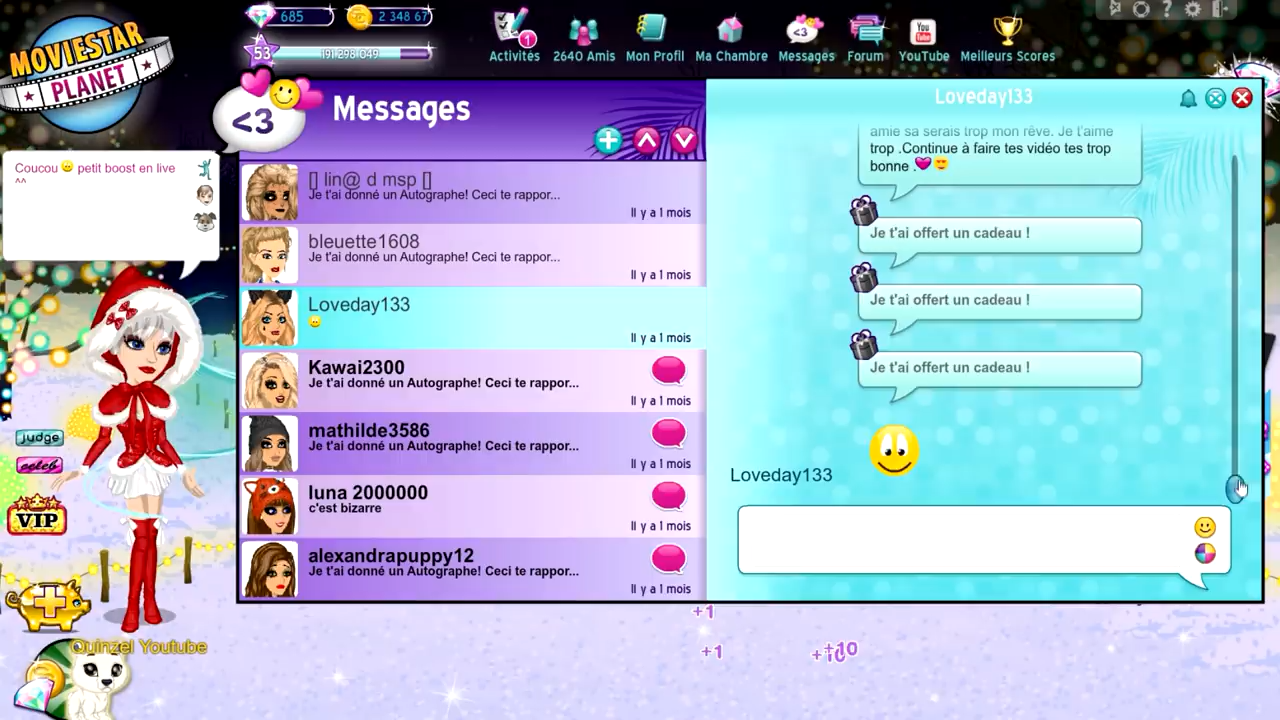 MOVIESTAR
PLANET
685
2 348 67
53
191.298.049
1
Activités
2640 Amis
Mon Profil
Ma Chambre
<3
Messages
Forum
You
Tube
YouTube
Meilleurs Scores
Coucou petit boost en live
^^
judge
celeb
VIP
Quinzel Youtube
<3
Messages
[] lin@ d msp []
Je t'ai donné un Autographe! Ceci te rappor...
Il y a 1 mois
bleuette1608
Je t'ai donné un Autographe! Ceci te rappor...
Il y a 1 mois
Loveday133
Il y a 1 mois
Kawai2300
Je t'ai donné un Autographe! Ceci te rappor...
Il y a 1 mois
mathilde3586
Je t'ai donné un Autographe! Ceci te rappor...
Il y a 1 mois
luna 2000000
c'est bizarre
Il y a 1 mois
alexandrapuppy12
Je t'ai donné un Autographe! Ceci te rappor...
Il y a 1 mois
Loveday133
amie sa serais trop mon rêve. Je t'aime
trop .Continue à faire tes vidéo tes trop
bonne .
Je t'ai offert un cadeau !
Je t'ai offert un cadeau !
Je t'ai offert un cadeau !
Loveday133
+1
+1
+10